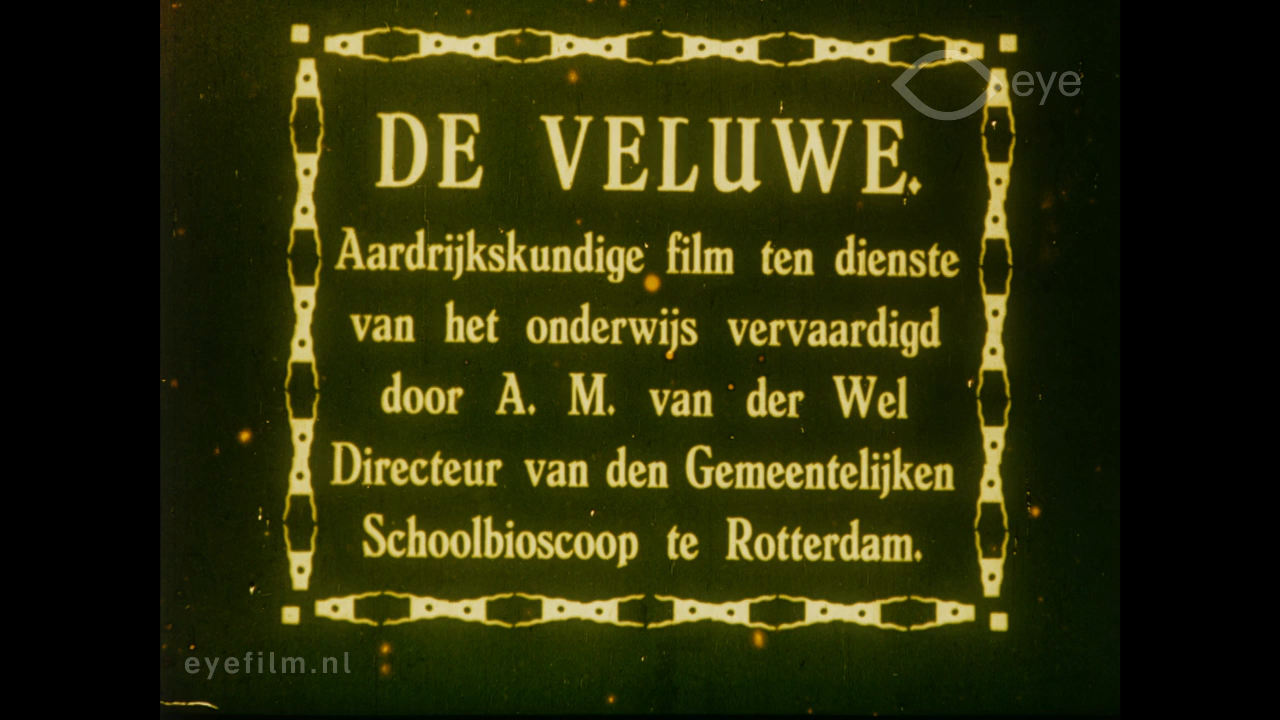 eye
DE VELUWE.
Aardrijkskundige film ten dienste
van het onderwijs vervaardigd
door A. M. van der Wel
Directeur van den Gemeentelijken
Schoolbioscoop te Rotterdam.
eyefilm.nl